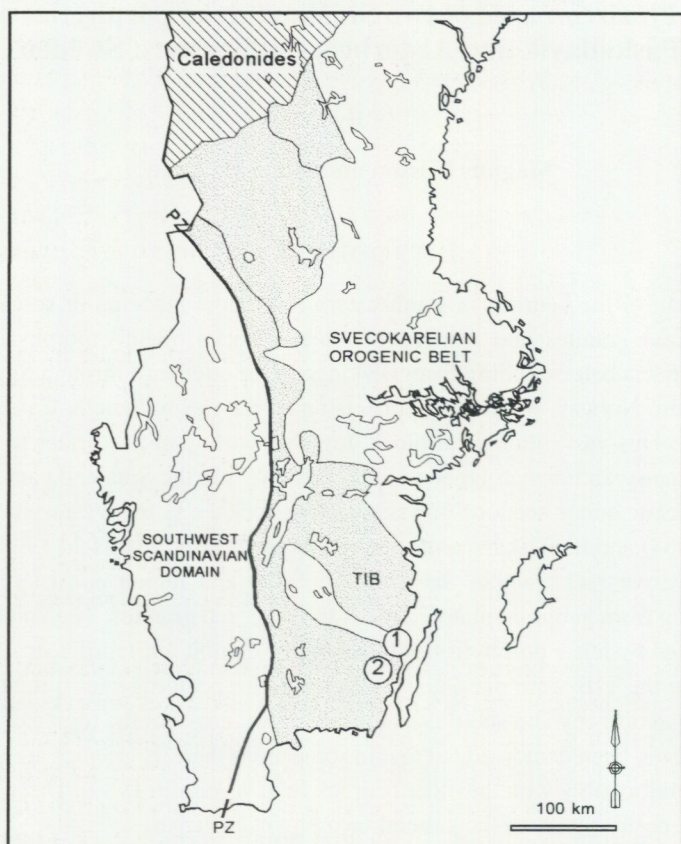 Caledonides
PZ
SVECOKARELIAN
OROGENIC BELT
SOUTHWEST
SCANDINAVIAN
DOMAIN
TIB
1
2
100 km
PZ